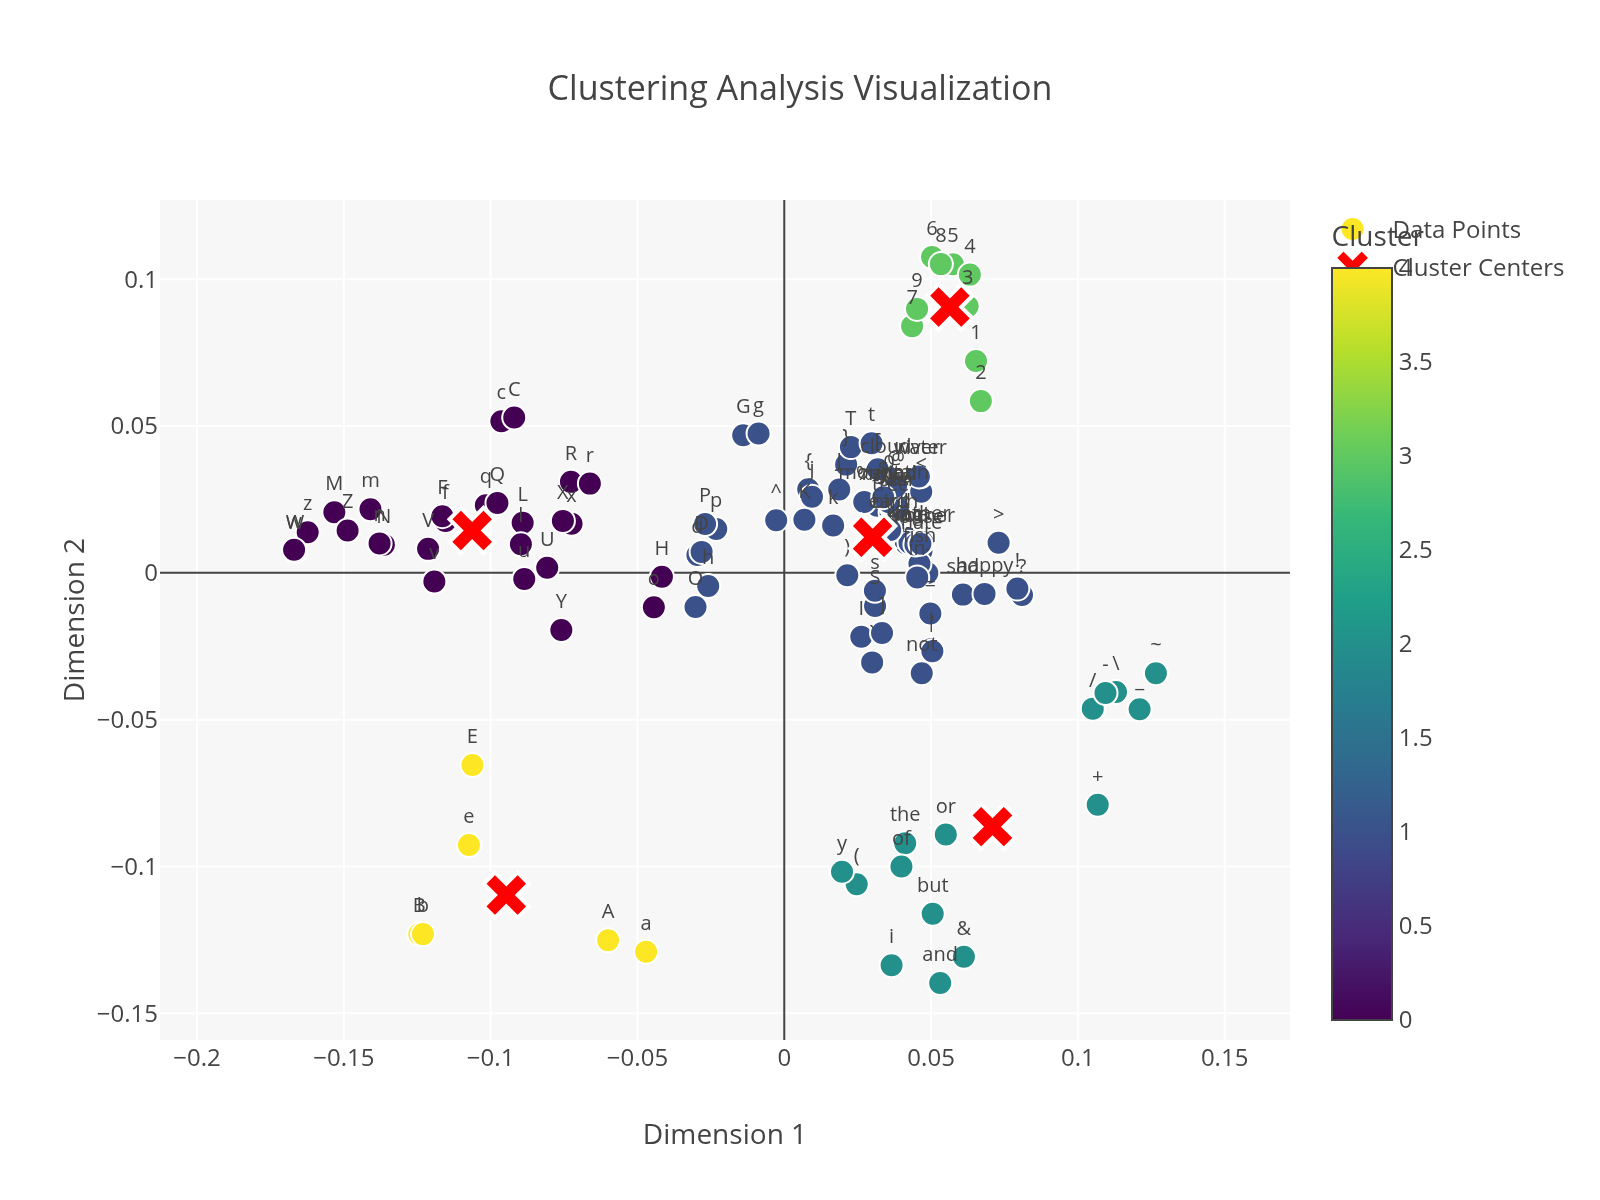 Clustering Analysis Visualization
Data Points
Cluster
Cluster Centers
6
8 5
4
9
3
7
1
2
c C
G g
T
t
R
r
q Q
{
<
M
m
z
Z
F
f
L
X x
P p
^
K
k
>
W
N
V
v
U
u
H
h
o
O
)
s
S
sad
happy
!
?
Y
l
not
~
- \
/
_
+
E
e
the
or
of
y
(
but
B
b
A
a
i
&
and
0.1
0.05
0
−0.05
−0.1
−0.15
−0.2
−0.15
−0.1
−0.05
0
0.05
0.1
0.15
Dimension 1
Dimension 2
4
3.5
3
2.5
2
1.5
1
0.5
0